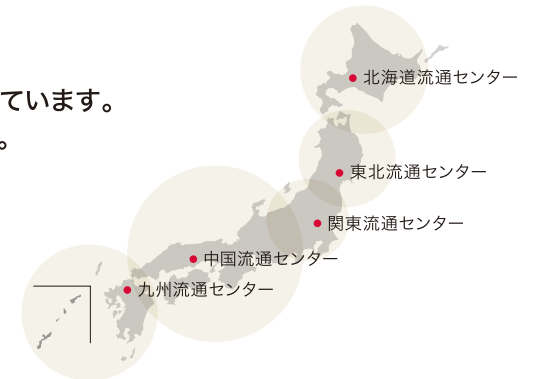 ています。
。
北海道流通センター
東北流通センター
関東流通センター
中国流通センター
九州流通センター